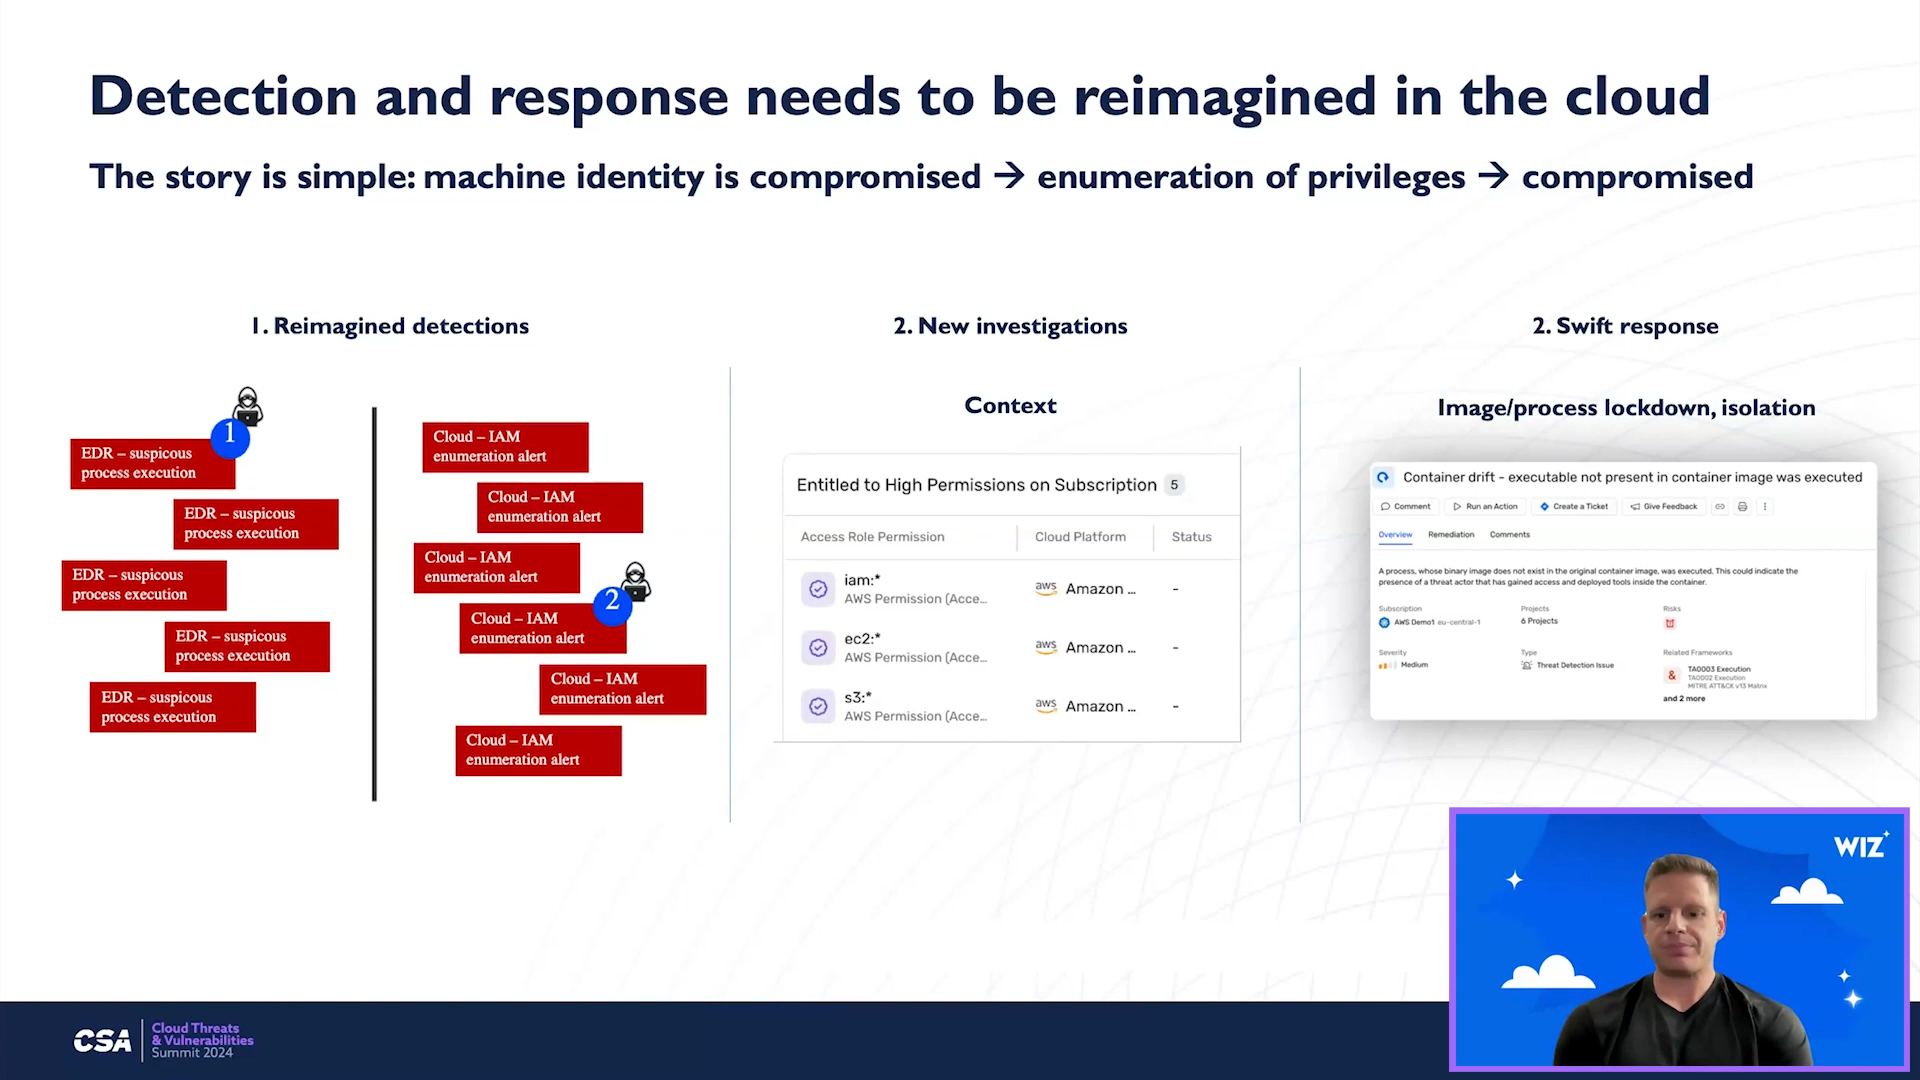 Detection and response needs to be reimagined in the cloud
The story is simple: machine identity is compromised → enumeration of privileges → compromised
1. Reimagined detections
1
EDR – suspicous
process execution
EDR – suspicous
process execution
EDR – suspicous
process execution
EDR – suspicous
process execution
EDR – suspicous
process execution
Cloud – IAM
enumeration alert
Cloud – IAM
enumeration alert
Cloud – IAM
enumeration alert
2
Cloud – IAM
enumeration alert
Cloud – IAM
enumeration alert
Cloud – IAM
enumeration alert
2. New investigations
Context
Entitled to High Permissions on Subscription 5
Access Role Permission Cloud Platform Status
iam:*
AWS Permission (Acce...
aws Amazon ... -
ec2:*
AWS Permission (Acce...
aws Amazon ... -
s3:*
AWS Permission (Acce...
aws Amazon ... -
2. Swift response
Image/process lockdown, isolation
Container drift - executable not present in container image was executed
Comment Run an Action Create a Ticket Give Feedback
Overview Remediation Comments
A process, whose binary image does not exist in the original container image, was executed. This could indicate the
presence of a threat actor that has gained access and deployed tools inside the container.
Subscription Projects Risks
AWS Demo1 eu-central-1 6 Projects
Severity Type Related Frameworks
Medium Threat Detection Issue
TA0003 Execution
TA0002 Execution
MITRE ATT&CK v13 Matrix
and 2 more
WIZ
CSA
Cloud Threats
& Vulnerabilities
Summit 2024